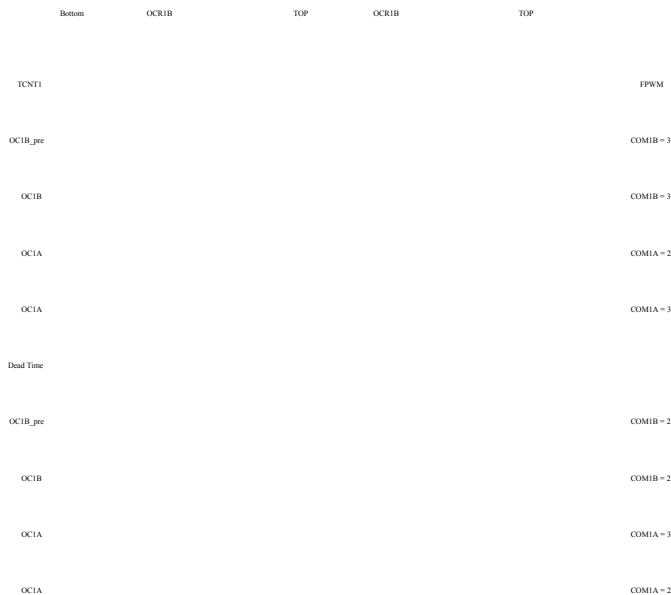 Bottom OCR1B TOP OCR1B TOP
TCNT1 FPWM
OC1B_pre COM1B = 3
OC1B COM1B = 3
OC1A COM1A = 2
OC1A COM1A = 3
Dead Time
OC1B_pre COM1B = 2
OC1B COM1B = 2
OC1A COM1A = 3
OC1A COM1A = 2